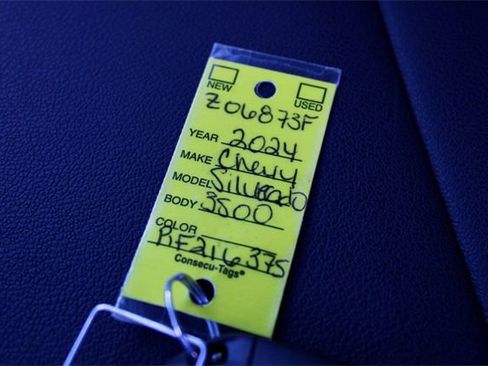 NEW USED
Z06873F
YEAR 2024
MAKE Chevy
MODEL Silverado
BODY 3500
COLOR
RF216375
Consecu-Tags®